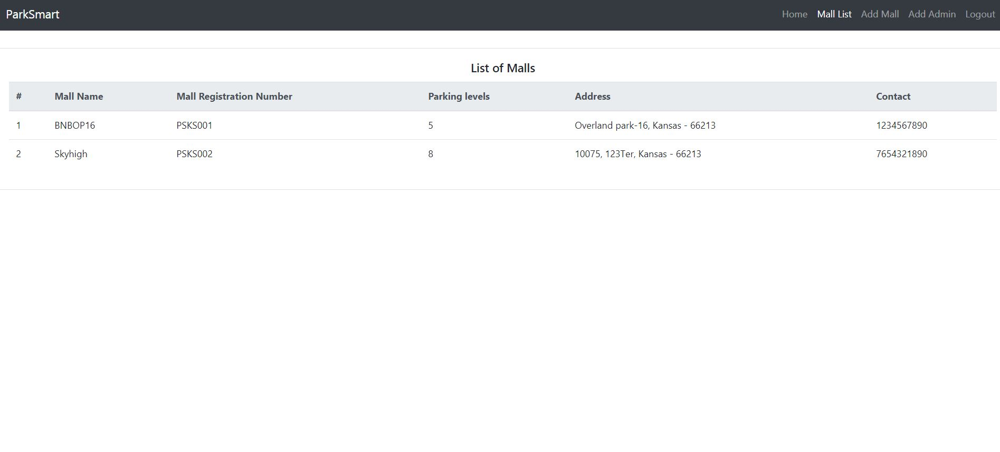 ParkSmart Home Mall List Add Mall Add Admin Logout
List of Malls
# Mall Name Mall Registration Number Parking levels Address Contact
1 BNBOP16 PSKS001 5 Overland park-16, Kansas - 66213 1234567890
2 Skyhigh PSKS002 8 10075, 123Ter, Kansas - 66213 7654321890